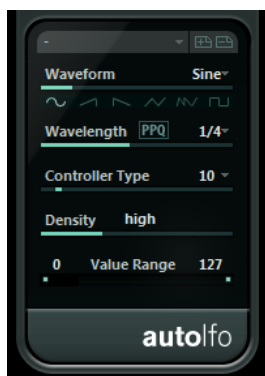 -
Waveform Sine
Wavelength PPQ 1/4
Controller Type 10
Density high
0 Value Range 127
autolfo